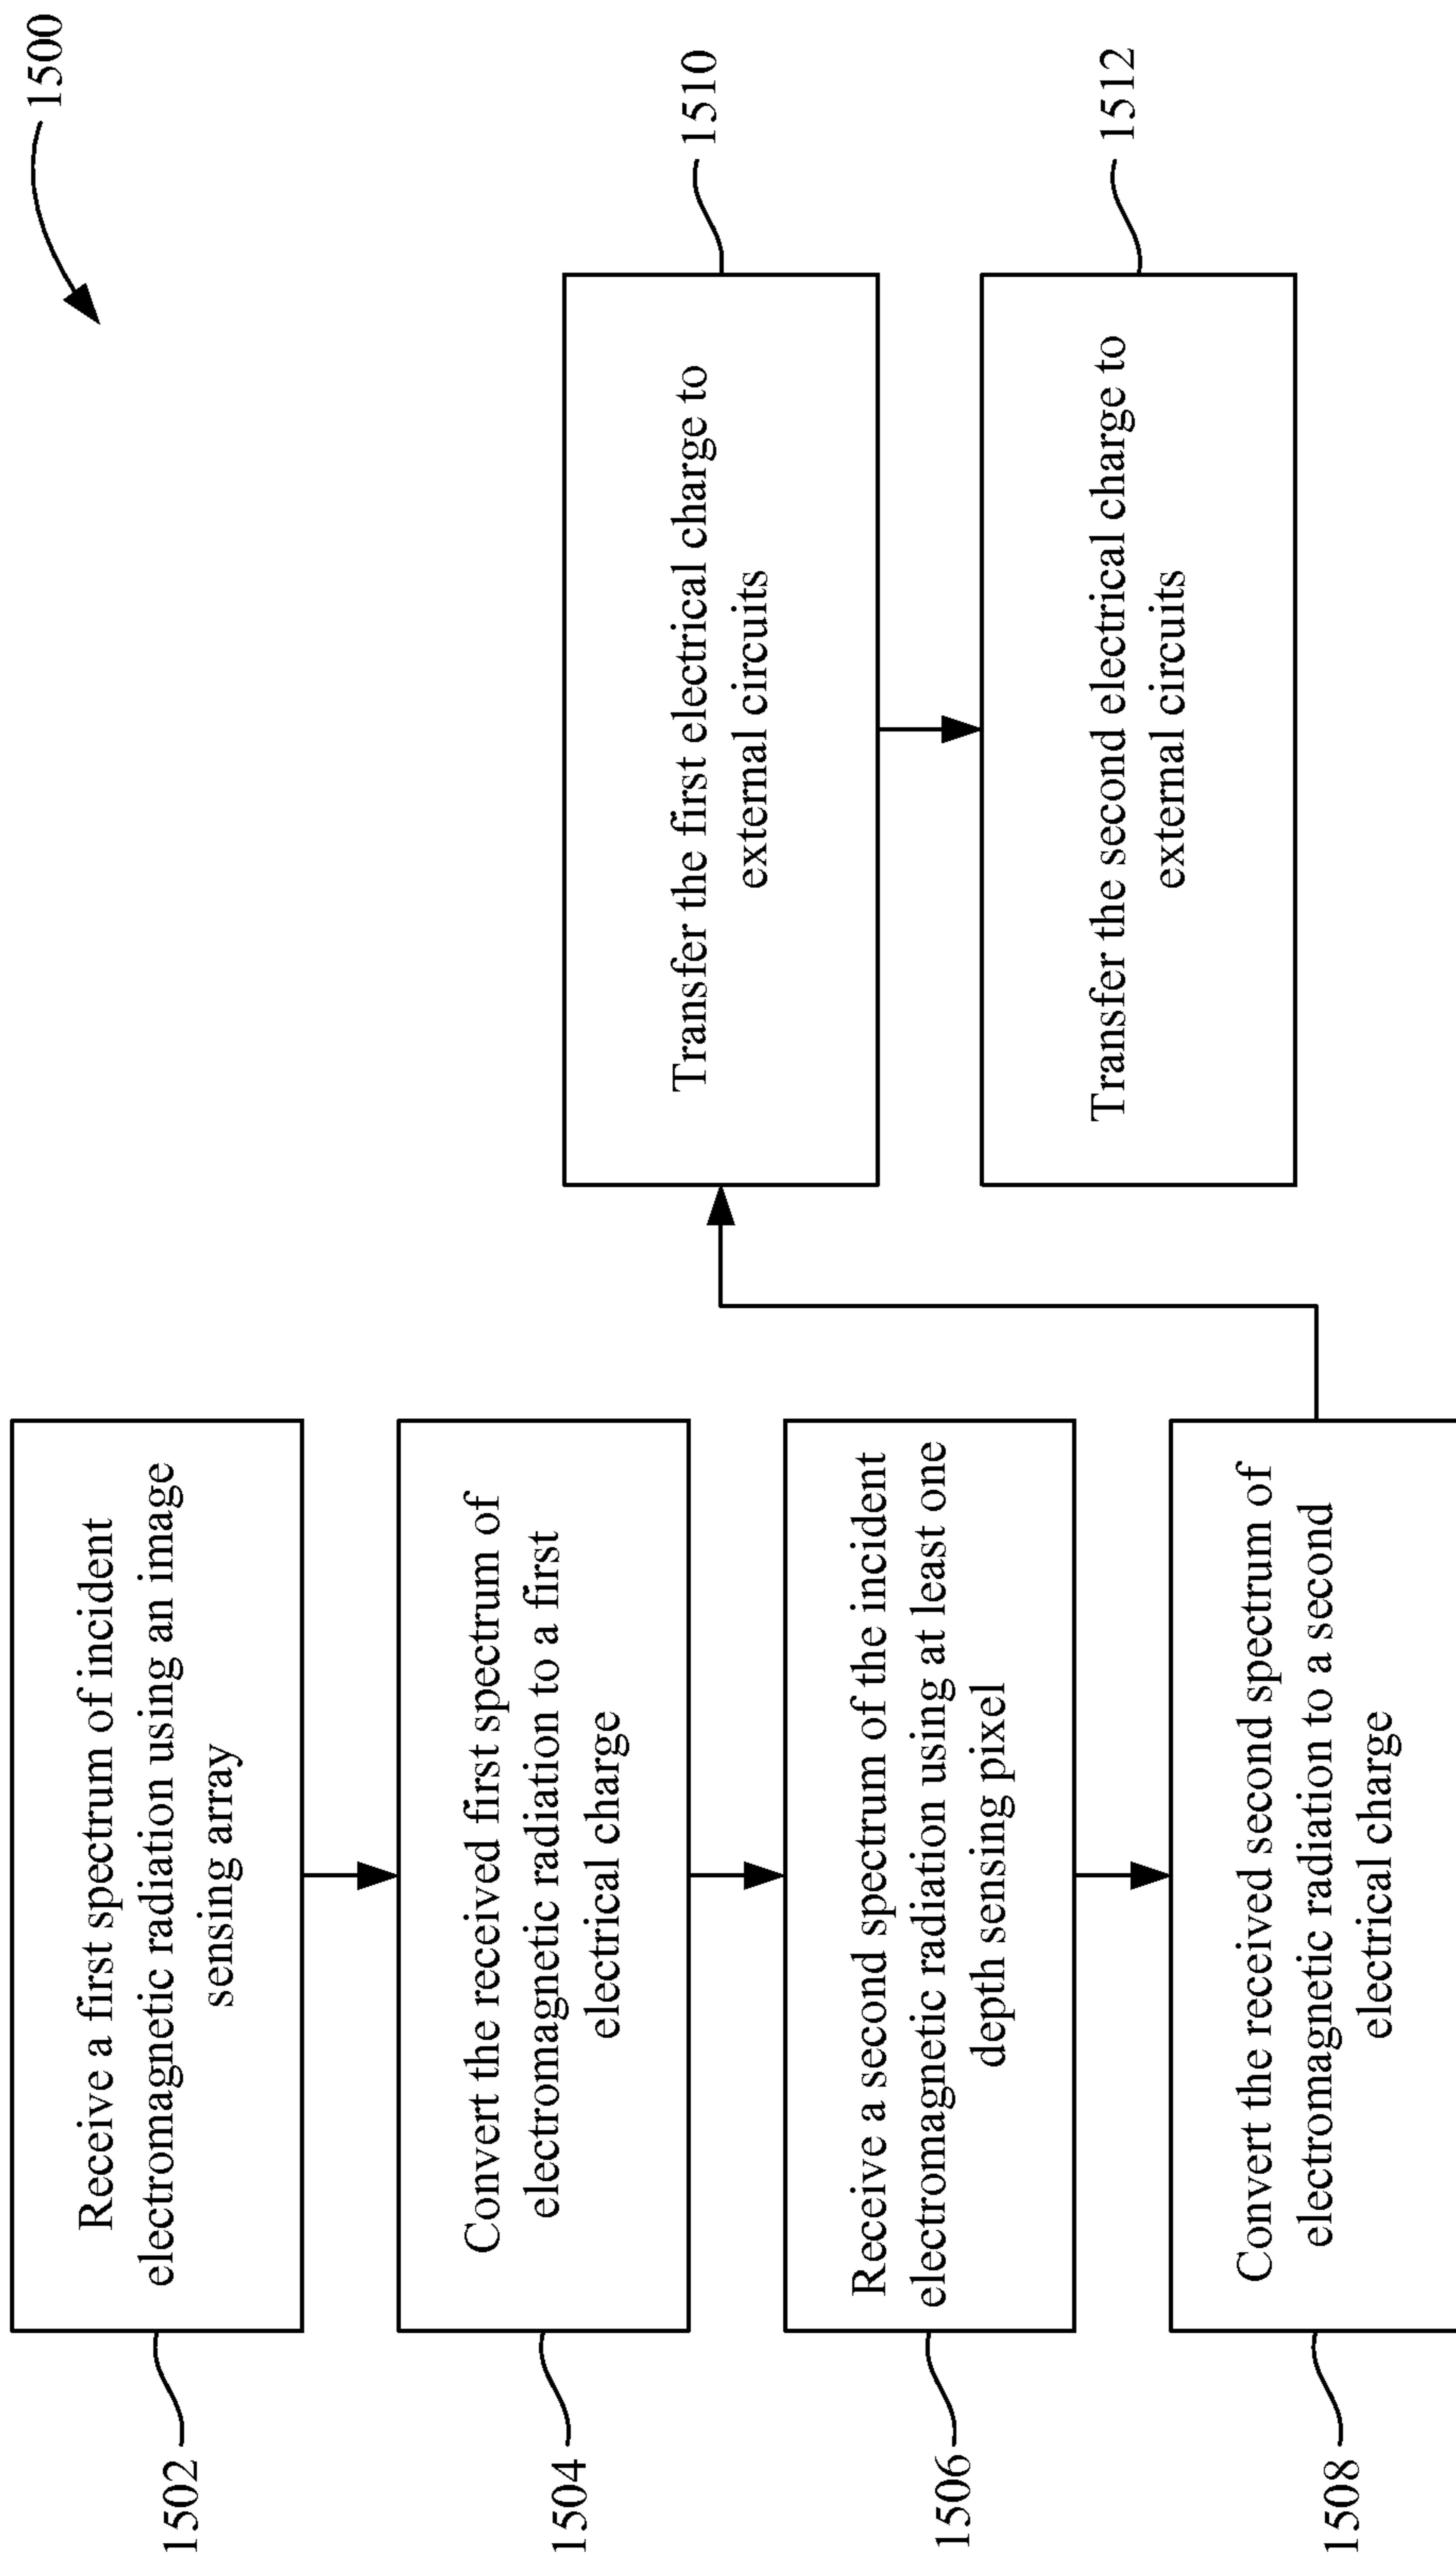 1500
1502
Receive a first spectrum of incident
electromagnetic radiation using an image
sensing array
1504
Convert the received first spectrum of
electromagnetic radiation to a first
electrical charge
1506
Receive a second spectrum of the incident
electromagnetic radiation using at least one
depth sensing pixel
1508
Convert the received second spectrum of
electromagnetic radiation to a second
electrical charge
Transfer the first electrical charge to
external circuits
1510
Transfer the second electrical charge to
external circuits
1512